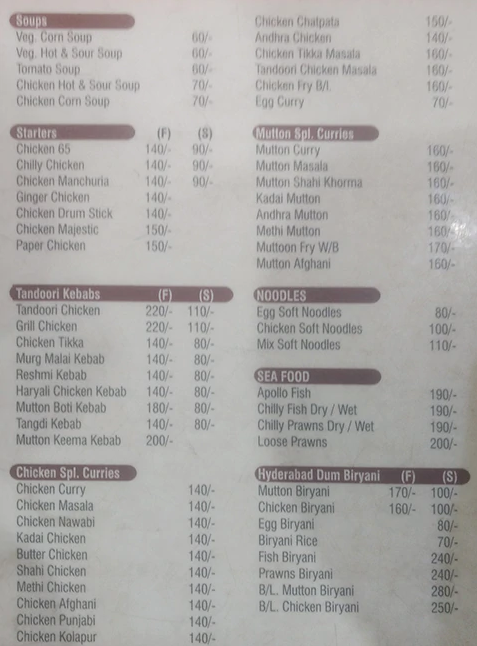 Soups
Veg. Corn Soup 60/-
Veg. Hot & Sour Soup 60/-
Tomato Soup 60/-
Chicken Hot & Sour Soup 70/-
Chicken Corn Soup 70/-
Starters (F) (S)
Chicken 65 140/- 90/-
Chilly Chicken 140/- 90/-
Chicken Manchuria 140/- 90/-
Ginger Chicken 140/-
Chicken Drum Stick 140/-
Chicken Majestic 150/-
Paper Chicken 150/-
Tandoori Kebabs (F) (S)
Tandoori Chicken 220/- 110/-
Grill Chicken 220/- 110/-
Chicken Tikka 140/- 80/-
Murg Malai Kebab 140/- 80/-
Reshmi Kebab 140/- 80/-
Haryali Chicken Kebab 140/- 80/-
Mutton Boti Kebab 180/- 80/-
Tangdi Kebab 140/- 80/-
Mutton Keema Kebab 200/-
Chicken Spl. Curries
Chicken Curry 140/-
Chicken Masala 140/-
Chicken Nawabi 140/-
Kadai Chicken 140/-
Butter Chicken 140/-
Shahi Chicken 140/-
Methi Chicken 140/-
Chicken Afghani 140/-
Chicken Punjabi 140/-
Chicken Kolapur 140/-
Chicken Chatpata 150/-
Andhra Chicken 140/-
Chicken Tikka Masala 160/-
Tandoori Chicken Masala 160/-
Chicken Fry B/L 160/-
Egg Curry 70/-
Mutton Spl. Curries
Mutton Curry 160/-
Mutton Masala 160/-
Mutton Shahi Khorma 160/-
Kadai Mutton 160/-
Andhra Mutton 160/-
Methi Mutton 160/-
Muttoon Fry W/B 170/-
Mutton Afghani 160/-
NOODLES
Egg Soft Noodles 80/-
Chicken Soft Noodles 100/-
Mix Soft Noodles 110/-
SEA FOOD
Apollo Fish 190/-
Chilly Fish Dry / Wet 190/-
Chilly Prawns Dry / Wet 190/-
Loose Prawns 200/-
Hyderabad Dum Biryani (F) (S)
Mutton Biryani 170/- 100/-
Chicken Biryani 160/- 100/-
Egg Biryani 80/-
Biryani Rice 70/-
Fish Biryani 240/-
Prawns Biryani 240/-
B/L. Mutton Biryani 280/-
B/L. Chicken Biryani 250/-